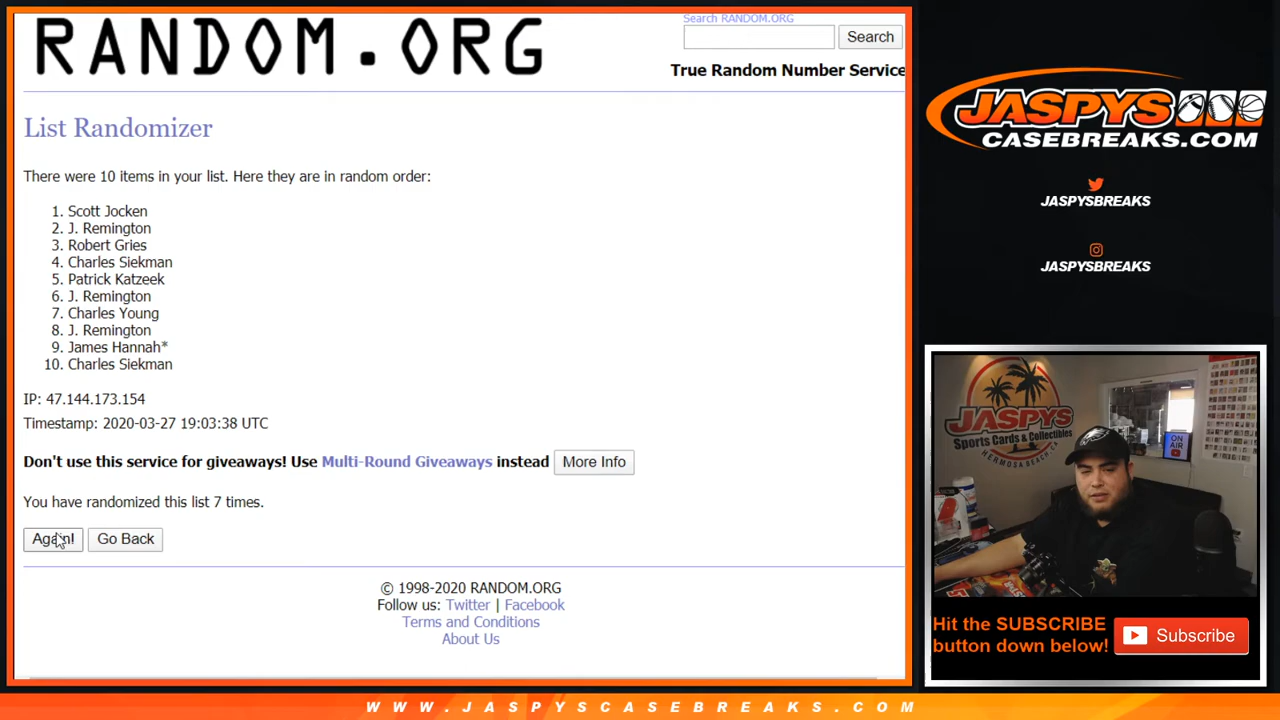 RANDOM.ORG
Search RANDOM.ORG
Search
True Random Number Service
List Randomizer
There were 10 items in your list. Here they are in random order:
1. Scott Jocken
2. J. Remington
3. Robert Gries
4. Charles Siekman
5. Patrick Katzeek
6. J. Remington
7. Charles Young
8. J. Remington
9. James Hannah*
10. Charles Siekman
IP: 47.144.173.154
Timestamp: 2020-03-27 19:03:38 UTC
Don't use this service for giveaways! Use Multi-Round Giveaways instead More Info
You have randomized this list 7 times.
Again! Go Back
© 1998-2020 RANDOM.ORG
Follow us: Twitter | Facebook
Terms and Conditions
About Us
JASPYS
CASEBREAKS.COM
JASPYSBREAKS
JASPYSBREAKS
JASPYS
Sports Cards & Collectibles
HERMOSA BEACH
ON AIR
Hit the SUBSCRIBE
button down below!
Subscribe
WWW.JASPYSCASEBREAKS.COM